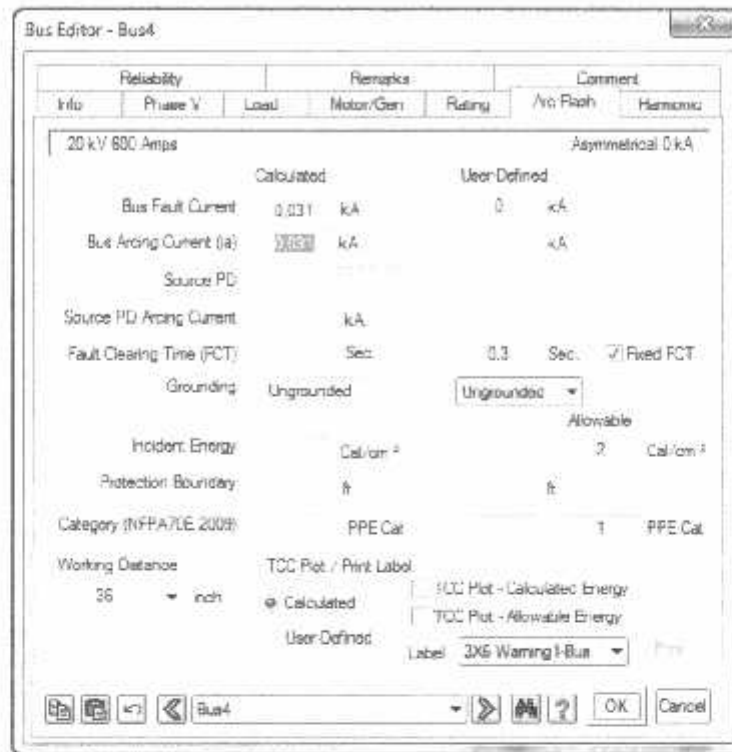 Bus Editor - Bus4
Reliability Remarks Comment
Info Phase V Load Motor/Gen Rating Arc Flash Harmonic
20 kV 600 Amps Asymmetrical 0 kA
Calculated User-Defined
Bus Fault Current 0.031 kA 0 kA
Bus Arcing Current (Ia) kA kA
Source PD
Source PD Arcing Current kA
Fault Clearing Time (FCT) Sec. 0.3 Sec. Fixed FCT
Grounding Ungrounded Ungrounded
Allowable
Incident Energy Cal/cm² 2 Cal/cm²
Protection Boundary ft ft
Category (NFPA70E 2009) PPE Cat 1 PPE Cat
Working Distance TCC Plot / Print Label
TCC Plot - Calculated Energy
36 inch Calculated
TCC Plot - Allowable Energy
User-Defined
Label 3X6 Warning1-Bus Print
Bus4 ? OK Cancel